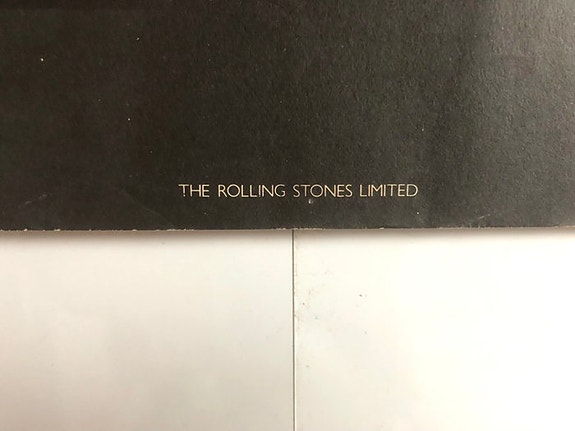 THE ROLLING STONES LIMITED